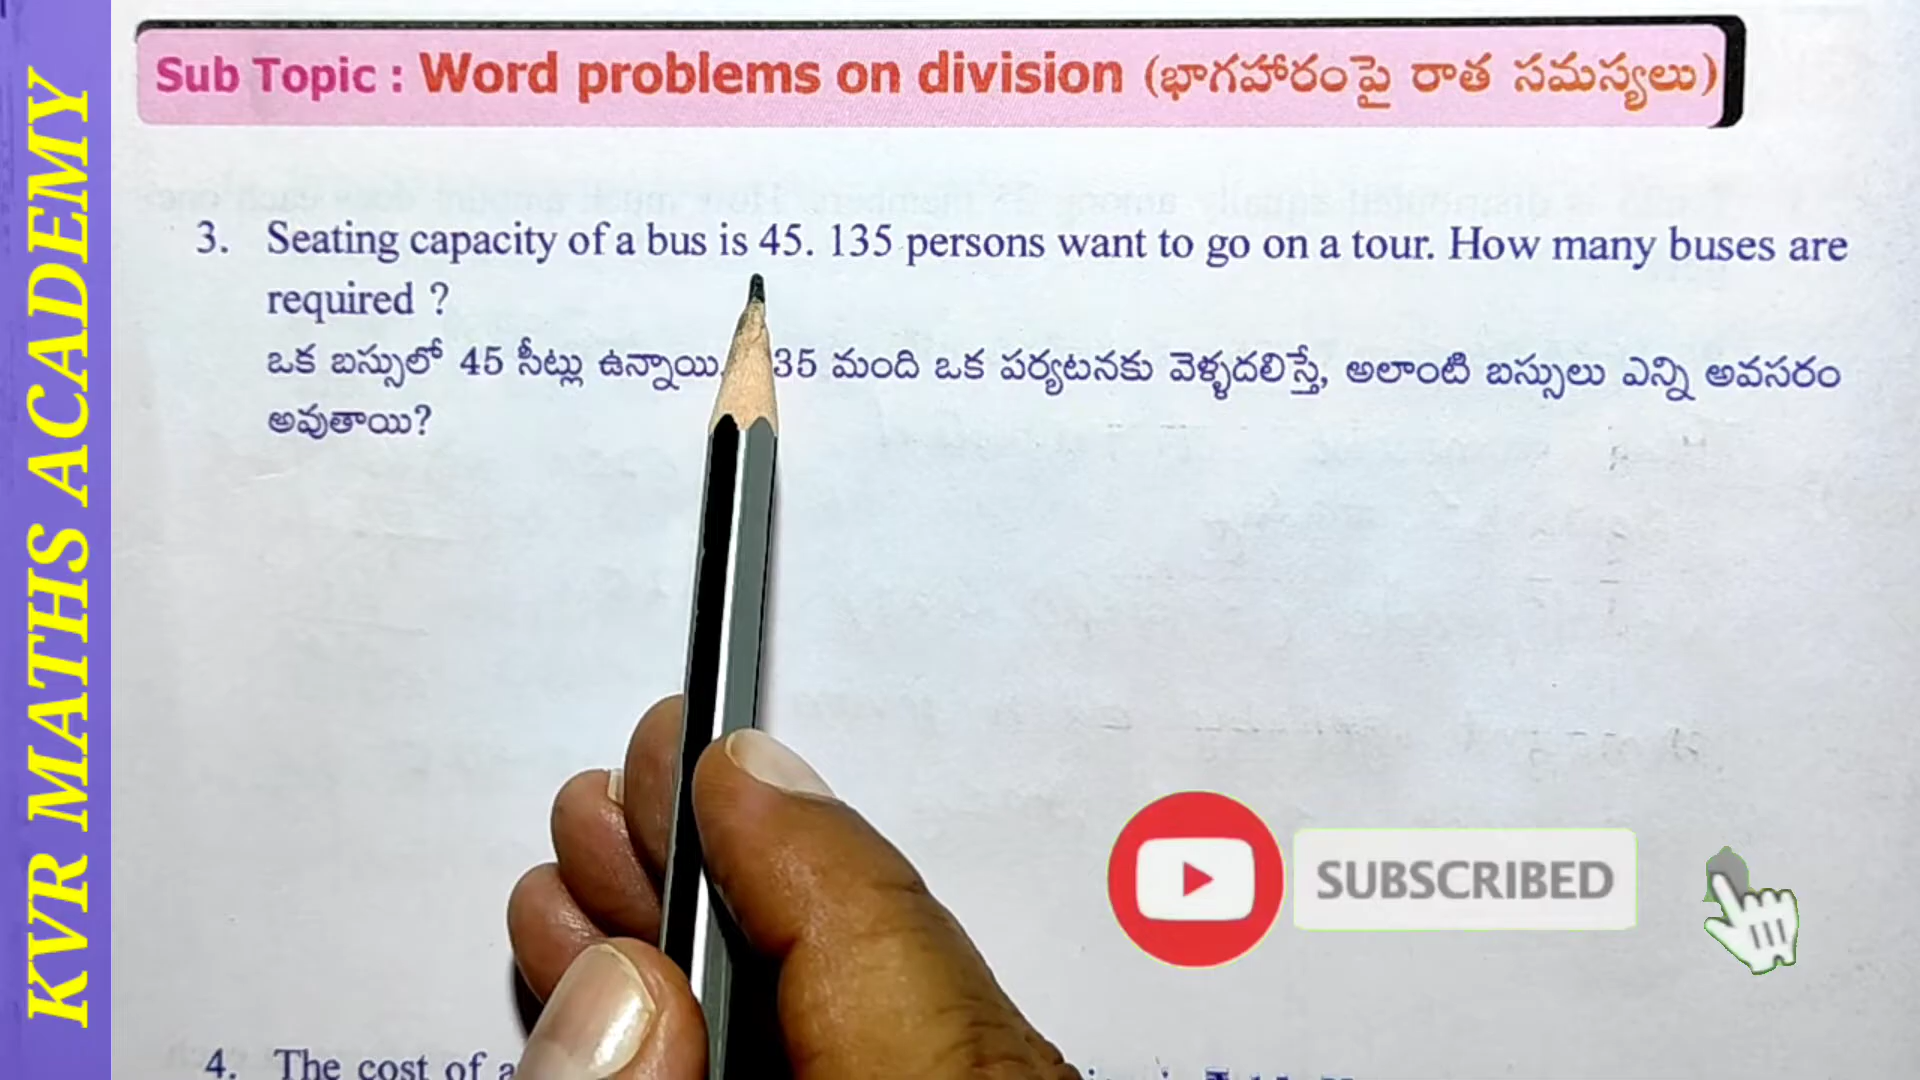 KVR MATHS ACADEMY
Sub Topic : Word problems on division (భాగహారంపై రాత సమస్యలు)
3. Seating capacity of a bus is 45. 135 persons want to go on a tour. How many buses are
required ?
ఒక బస్సులో 45 సీట్లు ఉన్నాయి. 35 మంది ఒక పర్యటనకు వెళ్ళదలిస్తే, అలాంటి బస్సులు ఎన్ని అవసరం
అవుతాయి?
SUBSCRIBED
4. The cost of a